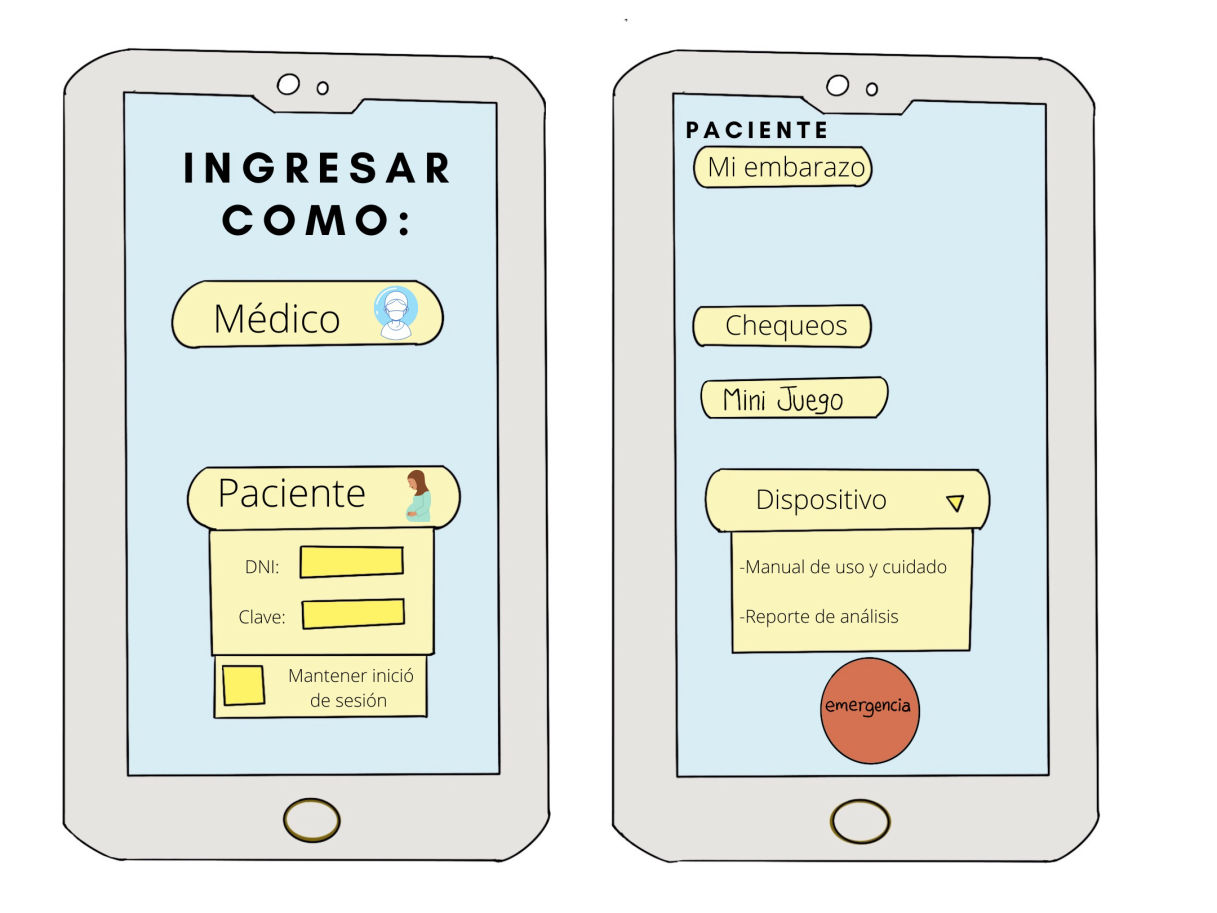 INGRESAR
COMO:
Médico
Paciente
DNI:
Clave:
Mantener inició
de sesión
PACIENTE
Mi embarazo
Chequeos
Mini Juego
Dispositivo
-Manual de uso y cuidado
-Reporte de análisis
emergencia